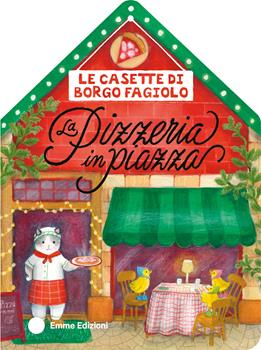 LE CASETTE DI
BORGO FAGIOLO
La Pizzeria
in piazza
Emme Edizioni